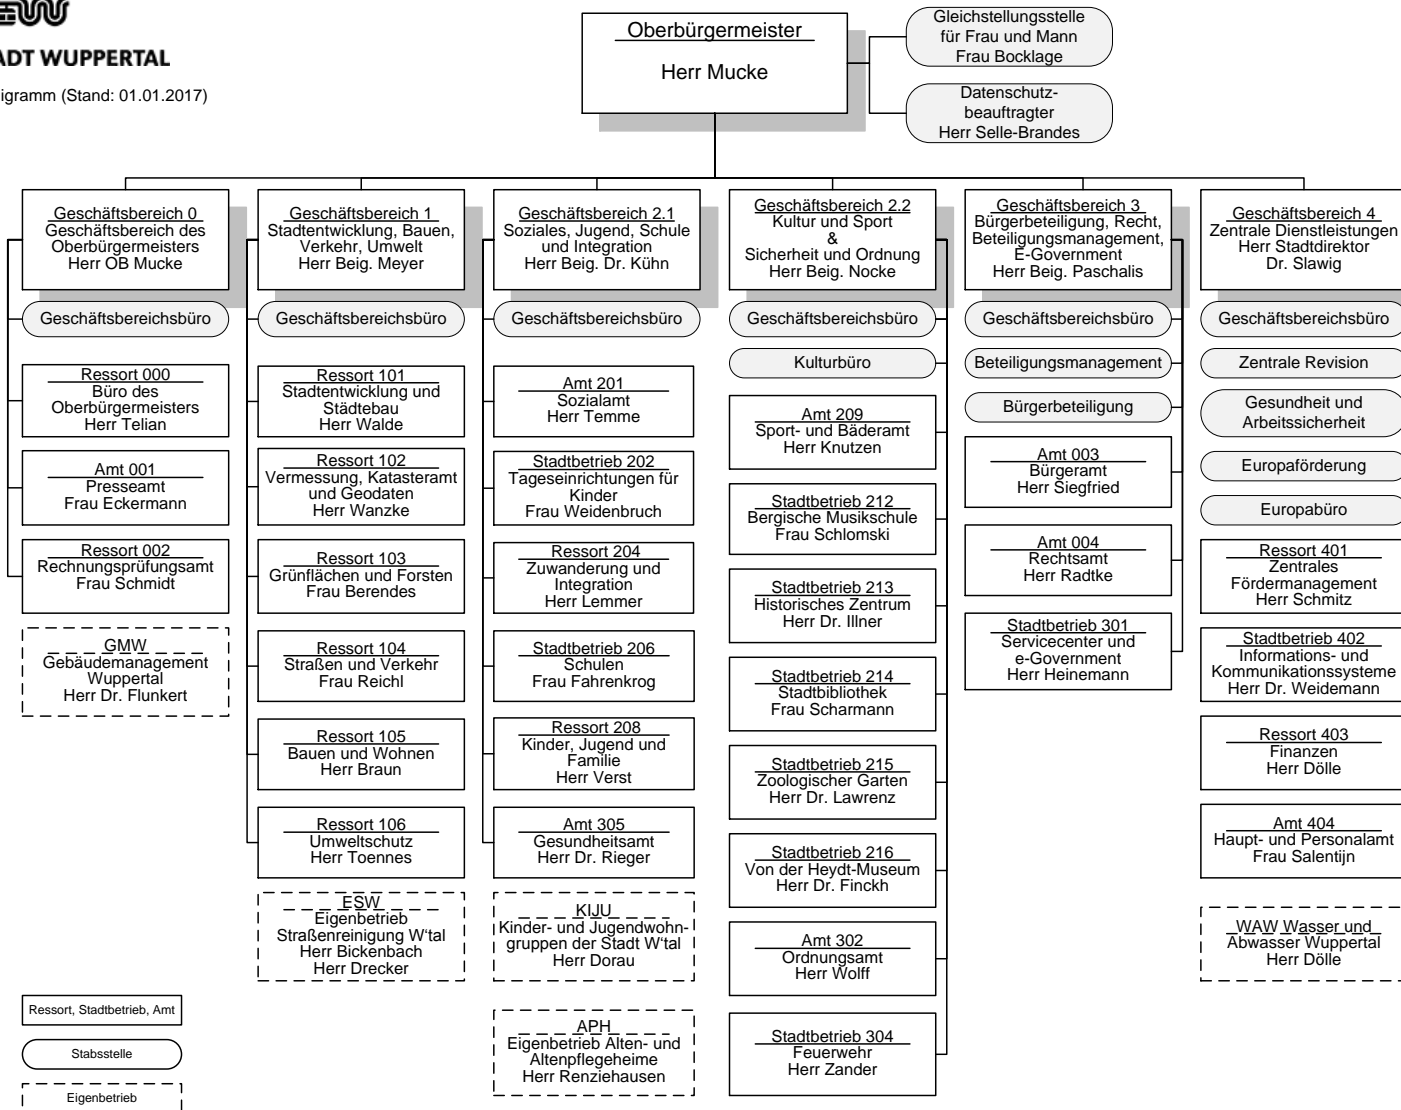 STADT WUPPERTAL
Organigramm (Stand: 01.01.2017)
Oberbürgermeister
Herr Mucke
Gleichstellungsstelle
für Frau und Mann
Frau Bocklage
Datenschutz-
beauftragter
Herr Selle-Brandes
Geschäftsbereich 0
Geschäftsbereich des
Oberbürgermeisters
Herr OB Mucke
Geschäftsbereichsbüro
Ressort 000
Büro des
Oberbürgermeisters
Herr Telian
Amt 001
Presseamt
Frau Eckermann
Ressort 002
Rechnungsprüfungsamt
Frau Schmidt
GMW
Gebäudemanagement
Wuppertal
Herr Dr. Flunkert
Geschäftsbereich 1
Stadtentwicklung, Bauen,
Verkehr, Umwelt
Herr Beig. Meyer
Geschäftsbereichsbüro
Ressort 101
Stadtentwicklung und
Städtebau
Herr Walde
Ressort 102
Vermessung, Katasteramt
und Geodaten
Herr Wanzke
Ressort 103
Grünflächen und Forsten
Frau Berendes
Ressort 104
Straßen und Verkehr
Frau Reichl
Ressort 105
Bauen und Wohnen
Herr Braun
Ressort 106
Umweltschutz
Herr Toennes
ESW
Eigenbetrieb
Straßenreinigung W'tal
Herr Bickenbach
Herr Drecker
Geschäftsbereich 2.1
Soziales, Jugend, Schule
und Integration
Herr Beig. Dr. Kühn
Geschäftsbereichsbüro
Amt 201
Sozialamt
Herr Temme
Stadtbetrieb 202
Tageseinrichtungen für
Kinder
Frau Weidenbruch
Ressort 204
Zuwanderung und
Integration
Herr Lemmer
Stadtbetrieb 206
Schulen
Frau Fahrenkrog
Ressort 208
Kinder, Jugend und
Familie
Herr Verst
Amt 305
Gesundheitsamt
Herr Dr. Rieger
KIJU
Kinder- und Jugendwohn-
gruppen der Stadt W'tal
Herr Dorau
APH
Eigenbetrieb Alten- und
Altenpflegeheime
Herr Renziehausen
Geschäftsbereich 2.2
Kultur und Sport
&
Sicherheit und Ordnung
Herr Beig. Nocke
Geschäftsbereichsbüro
Kulturbüro
Amt 209
Sport- und Bäderamt
Herr Knutzen
Stadtbetrieb 212
Bergische Musikschule
Frau Schlomski
Stadtbetrieb 213
Historisches Zentrum
Herr Dr. Illner
Stadtbetrieb 214
Stadtbibliothek
Frau Scharmann
Stadtbetrieb 215
Zoologischer Garten
Herr Dr. Lawrenz
Stadtbetrieb 216
Von der Heydt-Museum
Herr Dr. Finckh
Amt 302
Ordnungsamt
Herr Wolff
Stadtbetrieb 304
Feuerwehr
Herr Zander
Geschäftsbereich 3
Bürgerbeteiligung, Recht,
Beteiligungsmanagement,
E-Government
Herr Beig. Paschalis
Geschäftsbereichsbüro
Beteiligungsmanagement
Bürgerbeteiligung
Amt 003
Bürgeramt
Herr Siegfried
Amt 004
Rechtsamt
Herr Radtke
Stadtbetrieb 301
Servicecenter und
e-Government
Herr Heinemann
Geschäftsbereich 4
Zentrale Dienstleistungen
Herr Stadtdirektor
Dr. Slawig
Geschäftsbereichsbüro
Zentrale Revision
Gesundheit und
Arbeitssicherheit
Europaförderung
Europabüro
Ressort 401
Zentrales
Fördermanagement
Herr Schmitz
Stadtbetrieb 402
Informations- und
Kommunikationssysteme
Herr Dr. Weidemann
Ressort 403
Finanzen
Herr Dölle
Amt 404
Haupt- und Personalamt
Frau Salentijn
WAW Wasser und
Abwasser Wuppertal
Herr Dölle
Ressort, Stadtbetrieb, Amt
Stabsstelle
Eigenbetrieb